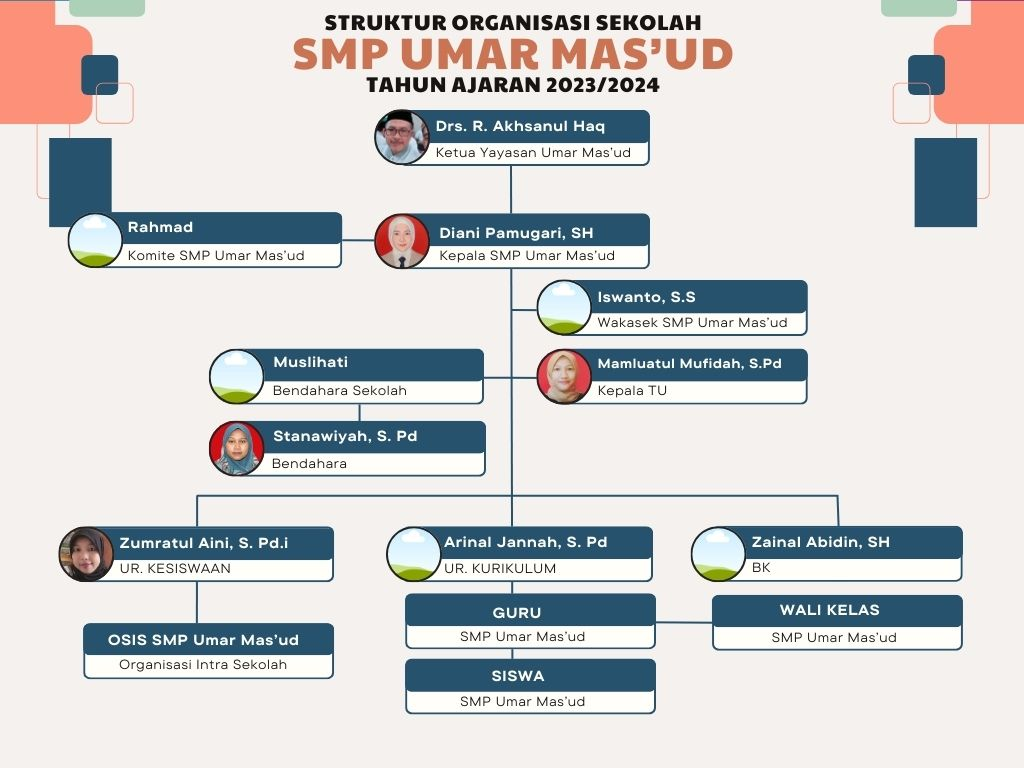 STRUKTUR ORGANISASI SEKOLAH
SMP UMAR MAS’UD
TAHUN AJARAN 2023/2024
Drs. R. Akhsanul Haq
Ketua Yayasan Umar Mas’ud
Rahmad
Komite SMP Umar Mas’ud
Diani Pamugari, SH
Kepala SMP Umar Mas’ud
Iswanto, S.S
Wakasek SMP Umar Mas’ud
Muslihati
Bendahara Sekolah
Mamluatul Mufidah, S.Pd
Kepala TU
Stanawiyah, S. Pd
Bendahara
Zumratul Aini, S. Pd.i
UR. KESISWAAN
Arinal Jannah, S. Pd
UR. KURIKULUM
Zainal Abidin, SH
BK
OSIS SMP Umar Mas’ud
Organisasi Intra Sekolah
GURU
SMP Umar Mas’ud
WALI KELAS
SMP Umar Mas’ud
SISWA
SMP Umar Mas’ud